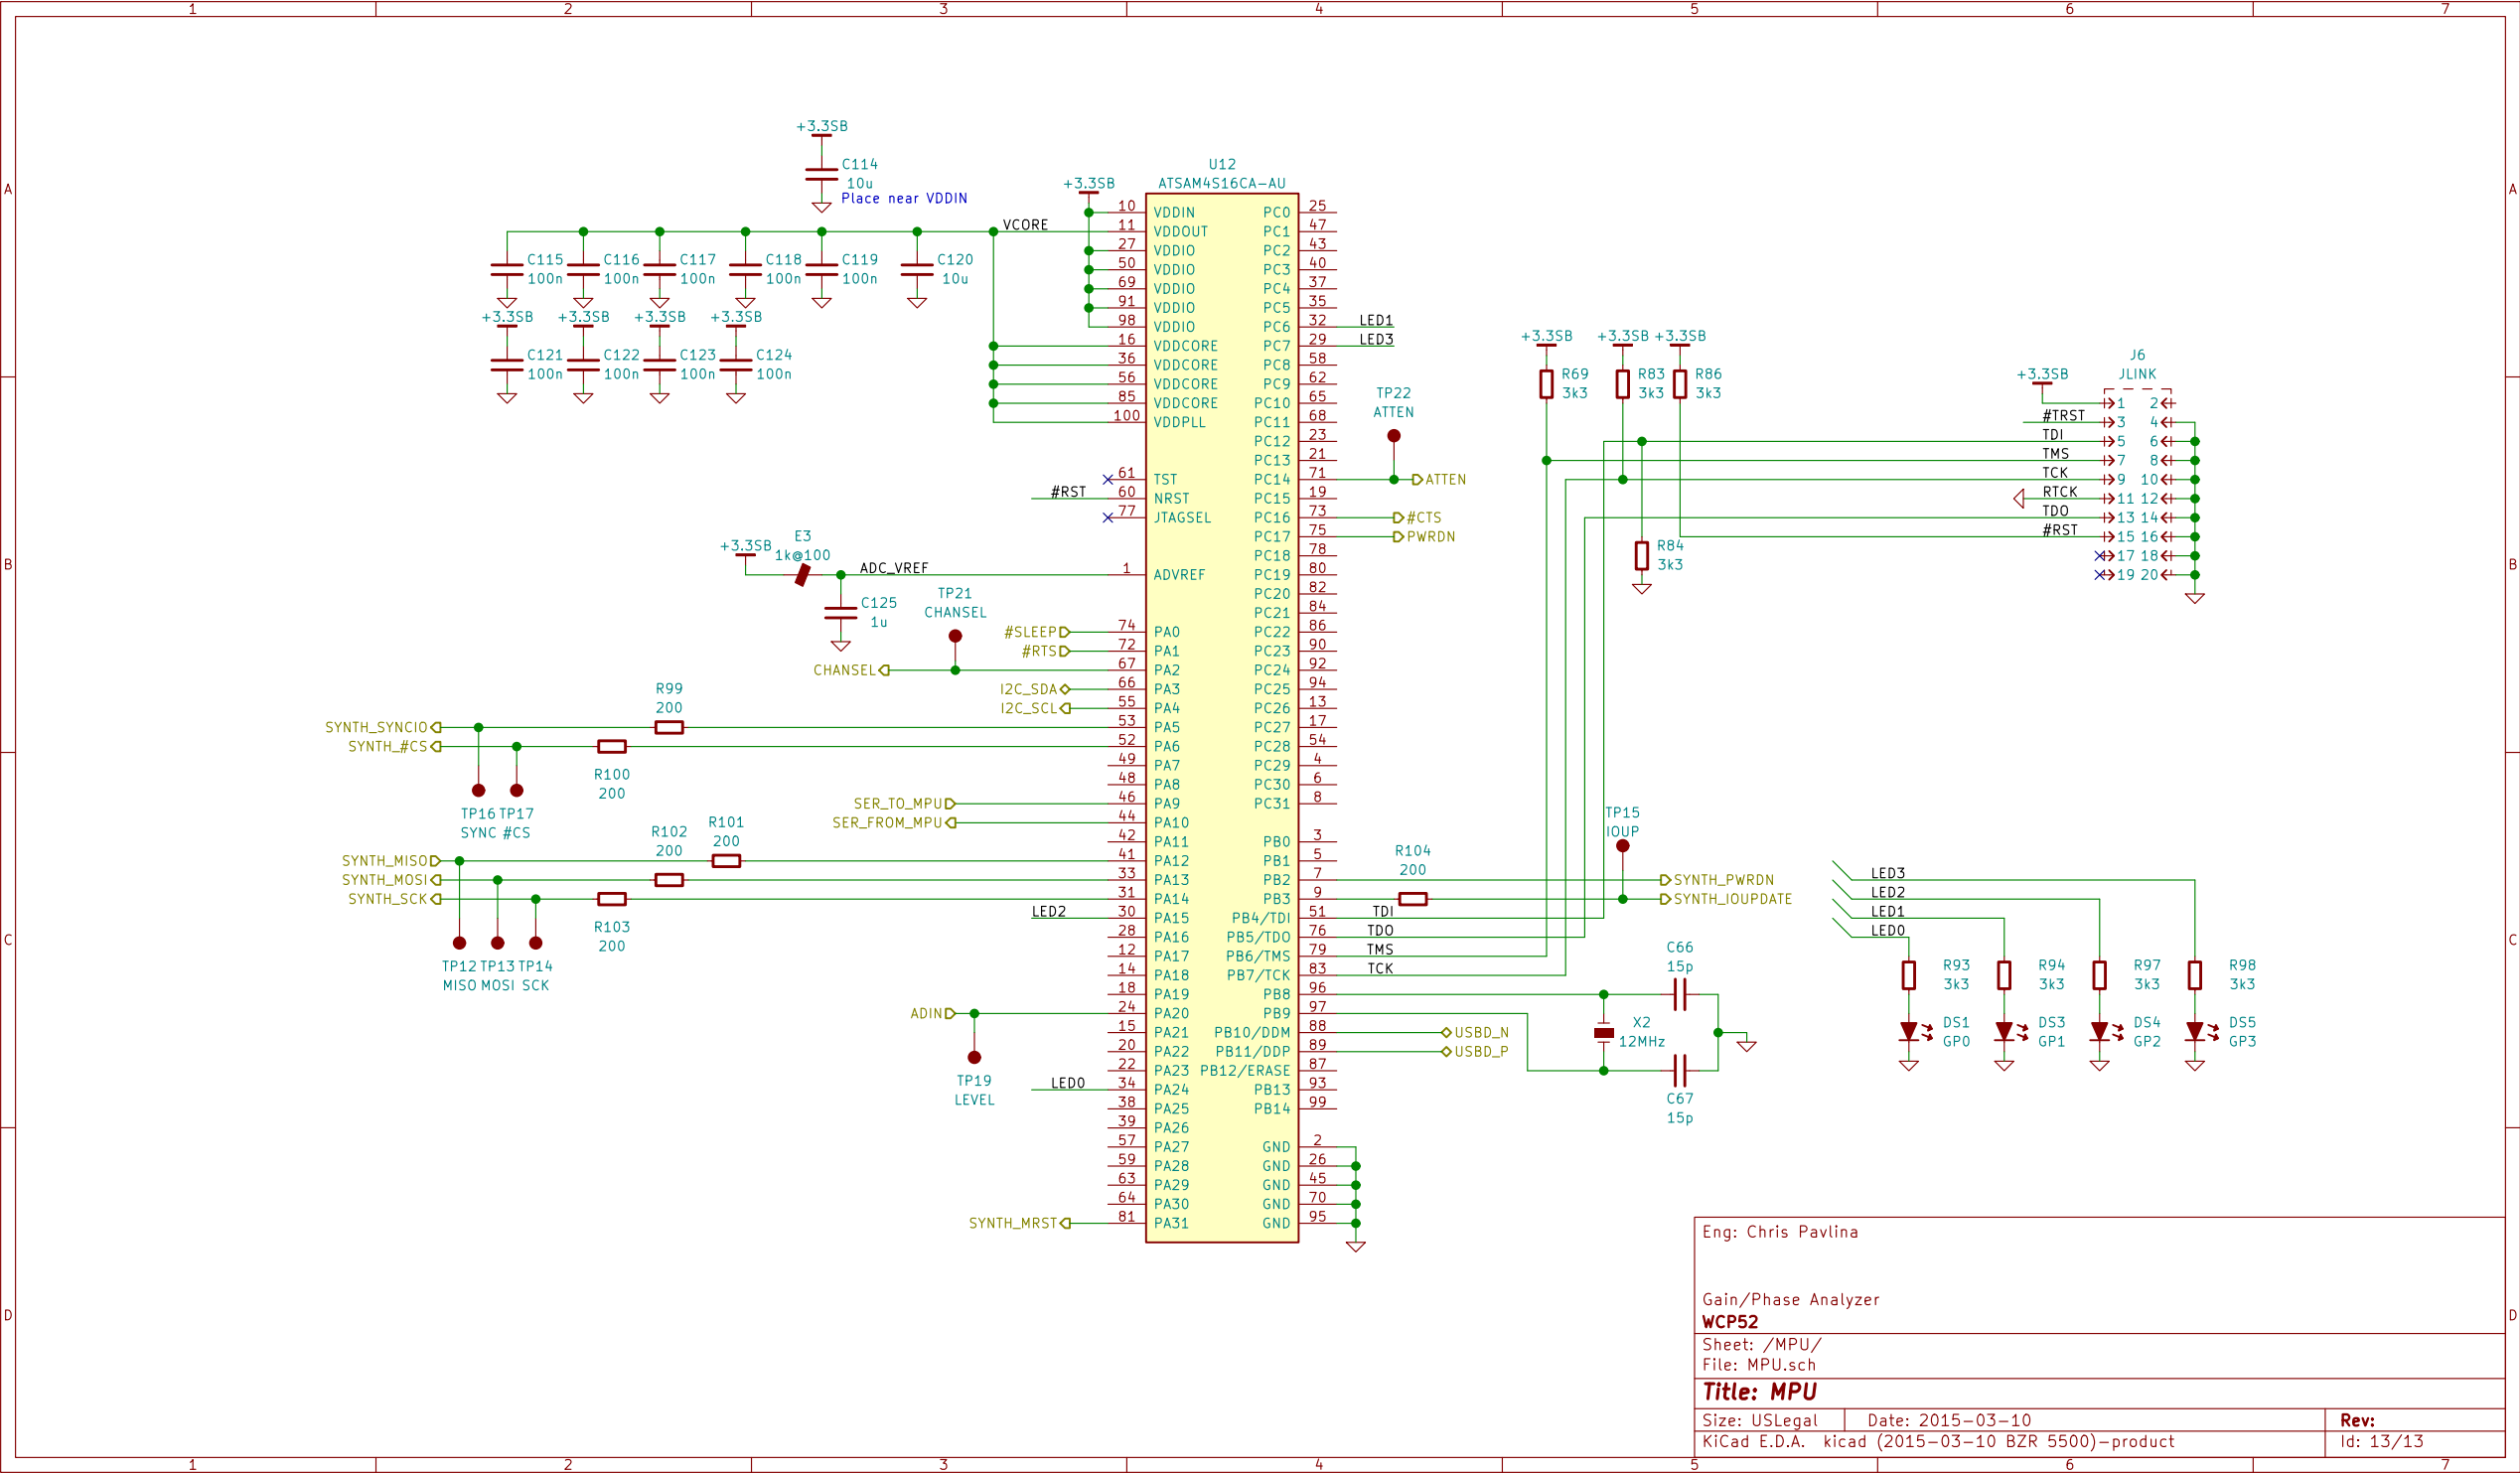 1 2 3 4 5 6 7
A A
B B
C C
D D
+3.3SB
C114
10u
Place near VDDIN
VCORE
C115 100n
C116 100n
C117 100n
C118 100n
C119 100n
C120 10u
+3.3SB +3.3SB +3.3SB +3.3SB
C121 100n
C122 100n
C123 100n
C124 100n
+3.3SB
U12
ATSAM4S16CA-AU
10 VDDIN
11 VDDOUT
27 VDDIO
50 VDDIO
69 VDDIO
91 VDDIO
98 VDDIO
16 VDDCORE
36 VDDCORE
56 VDDCORE
85 VDDCORE
100 VDDPLL
61 TST
#RST 60 NRST
77 JTAGSEL
+3.3SB
E3
1k@100
ADC_VREF
1 ADVREF
C125
1u
TP21
CHANSEL
#SLEEP 74 PA0
#RTS 72 PA1
CHANSEL 67 PA2
I2C_SDA 66 PA3
I2C_SCL 55 PA4
R99
200
SYNTH_SYNCIO 53 PA5
SYNTH_#CS 52 PA6
R100
200
49 PA7
48 PA8
TP16 TP17
SYNC #CS
SER_TO_MPU 46 PA9
SER_FROM_MPU 44 PA10
42 PA11
R102
200
R101
200
SYNTH_MISO 41 PA12
SYNTH_MOSI 33 PA13
SYNTH_SCK 31 PA14
R103
200
LED2 30 PA15
28 PA16
12 PA17
14 PA18
18 PA19
TP12 TP13 TP14
MISO MOSI SCK
ADIN 24 PA20
15 PA21
20 PA22
22 PA23
TP19
LEVEL
LED0 34 PA24
38 PA25
39 PA26
57 PA27
59 PA28
63 PA29
64 PA30
SYNTH_MRST 81 PA31
PC0 25
PC1 47
PC2 43
PC3 40
PC4 37
PC5 35
PC6 32 LED1
PC7 29 LED3
PC8 58
PC9 62
PC10 65
PC11 68
PC12 23
PC13 21
PC14 71 ATTEN
TP22
ATTEN
PC15 19
PC16 73 #CTS
PC17 75 PWRDN
PC18 78
PC19 80
PC20 82
PC21 84
PC22 86
PC23 90
PC24 92
PC25 94
PC26 13
PC27 17
PC28 54
PC29 4
PC30 6
PC31 8
PB0 3
PB1 5
PB2 7 SYNTH_PWRDN
R104
200
TP15
IOUP
PB3 9 SYNTH_IOUPDATE
PB4/TDI 51 TDI
PB5/TDO 76 TDO
PB6/TMS 79 TMS
PB7/TCK 83 TCK
PB8 96
PB9 97
PB10/DDM 88 USBD_N
PB11/DDP 89 USBD_P
PB12/ERASE 87
PB13 93
PB14 99
GND 2
GND 26
GND 45
GND 70
GND 95
C66
15p
X2
12MHz
C67
15p
+3.3SB +3.3SB +3.3SB
R69 3k3
R83 3k3
R86 3k3
R84 3k3
+3.3SB
J6
JLINK
1 2
#TRST 3 4
TDI 5 6
TMS 7 8
TCK 9 10
RTCK 11 12
TDO 13 14
#RST 15 16
17 18
19 20
LED3
LED2
LED1
LED0
R93 3k3
R94 3k3
R97 3k3
R98 3k3
DS1 GP0
DS3 GP1
DS4 GP2
DS5 GP3
Eng: Chris Pavlina
Gain/Phase Analyzer
WCP52
Sheet: /MPU/
File: MPU.sch
Title: MPU
Size: USLegal Date: 2015-03-10 Rev:
KiCad E.D.A. kicad (2015-03-10 BZR 5500)-product Id: 13/13
1 2 3 4 5 6 7